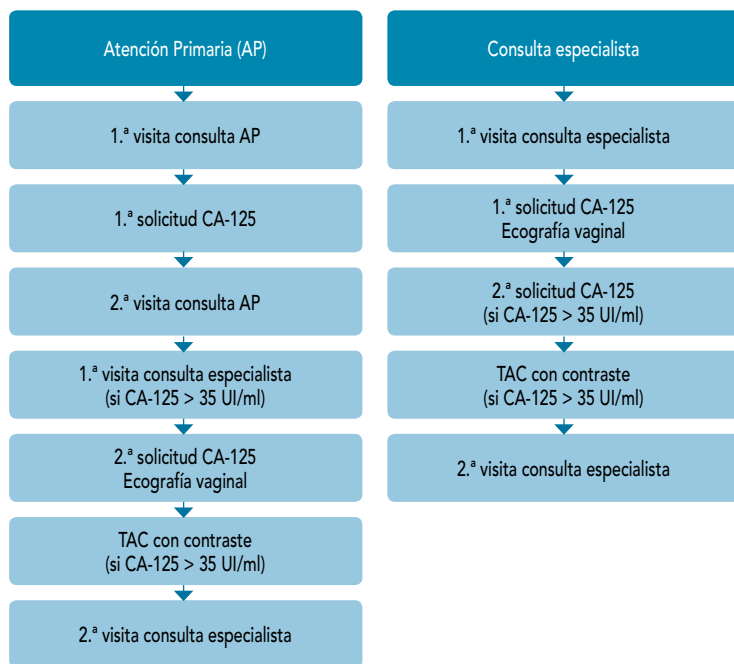 Atención Primaria (AP)
1.ª visita consulta AP
1.ª solicitud CA-125
2.ª visita consulta AP
1.ª visita consulta especialista
(si CA-125 > 35 UI/ml)
2.ª solicitud CA-125
Ecografía vaginal
TAC con contraste
(si CA-125 > 35 UI/ml)
2.ª visita consulta especialista
Consulta especialista
1.ª visita consulta especialista
1.ª solicitud CA-125
Ecografía vaginal
2.ª solicitud CA-125
(si CA-125 > 35 UI/ml)
TAC con contraste
(si CA-125 > 35 UI/ml)
2.ª visita consulta especialista